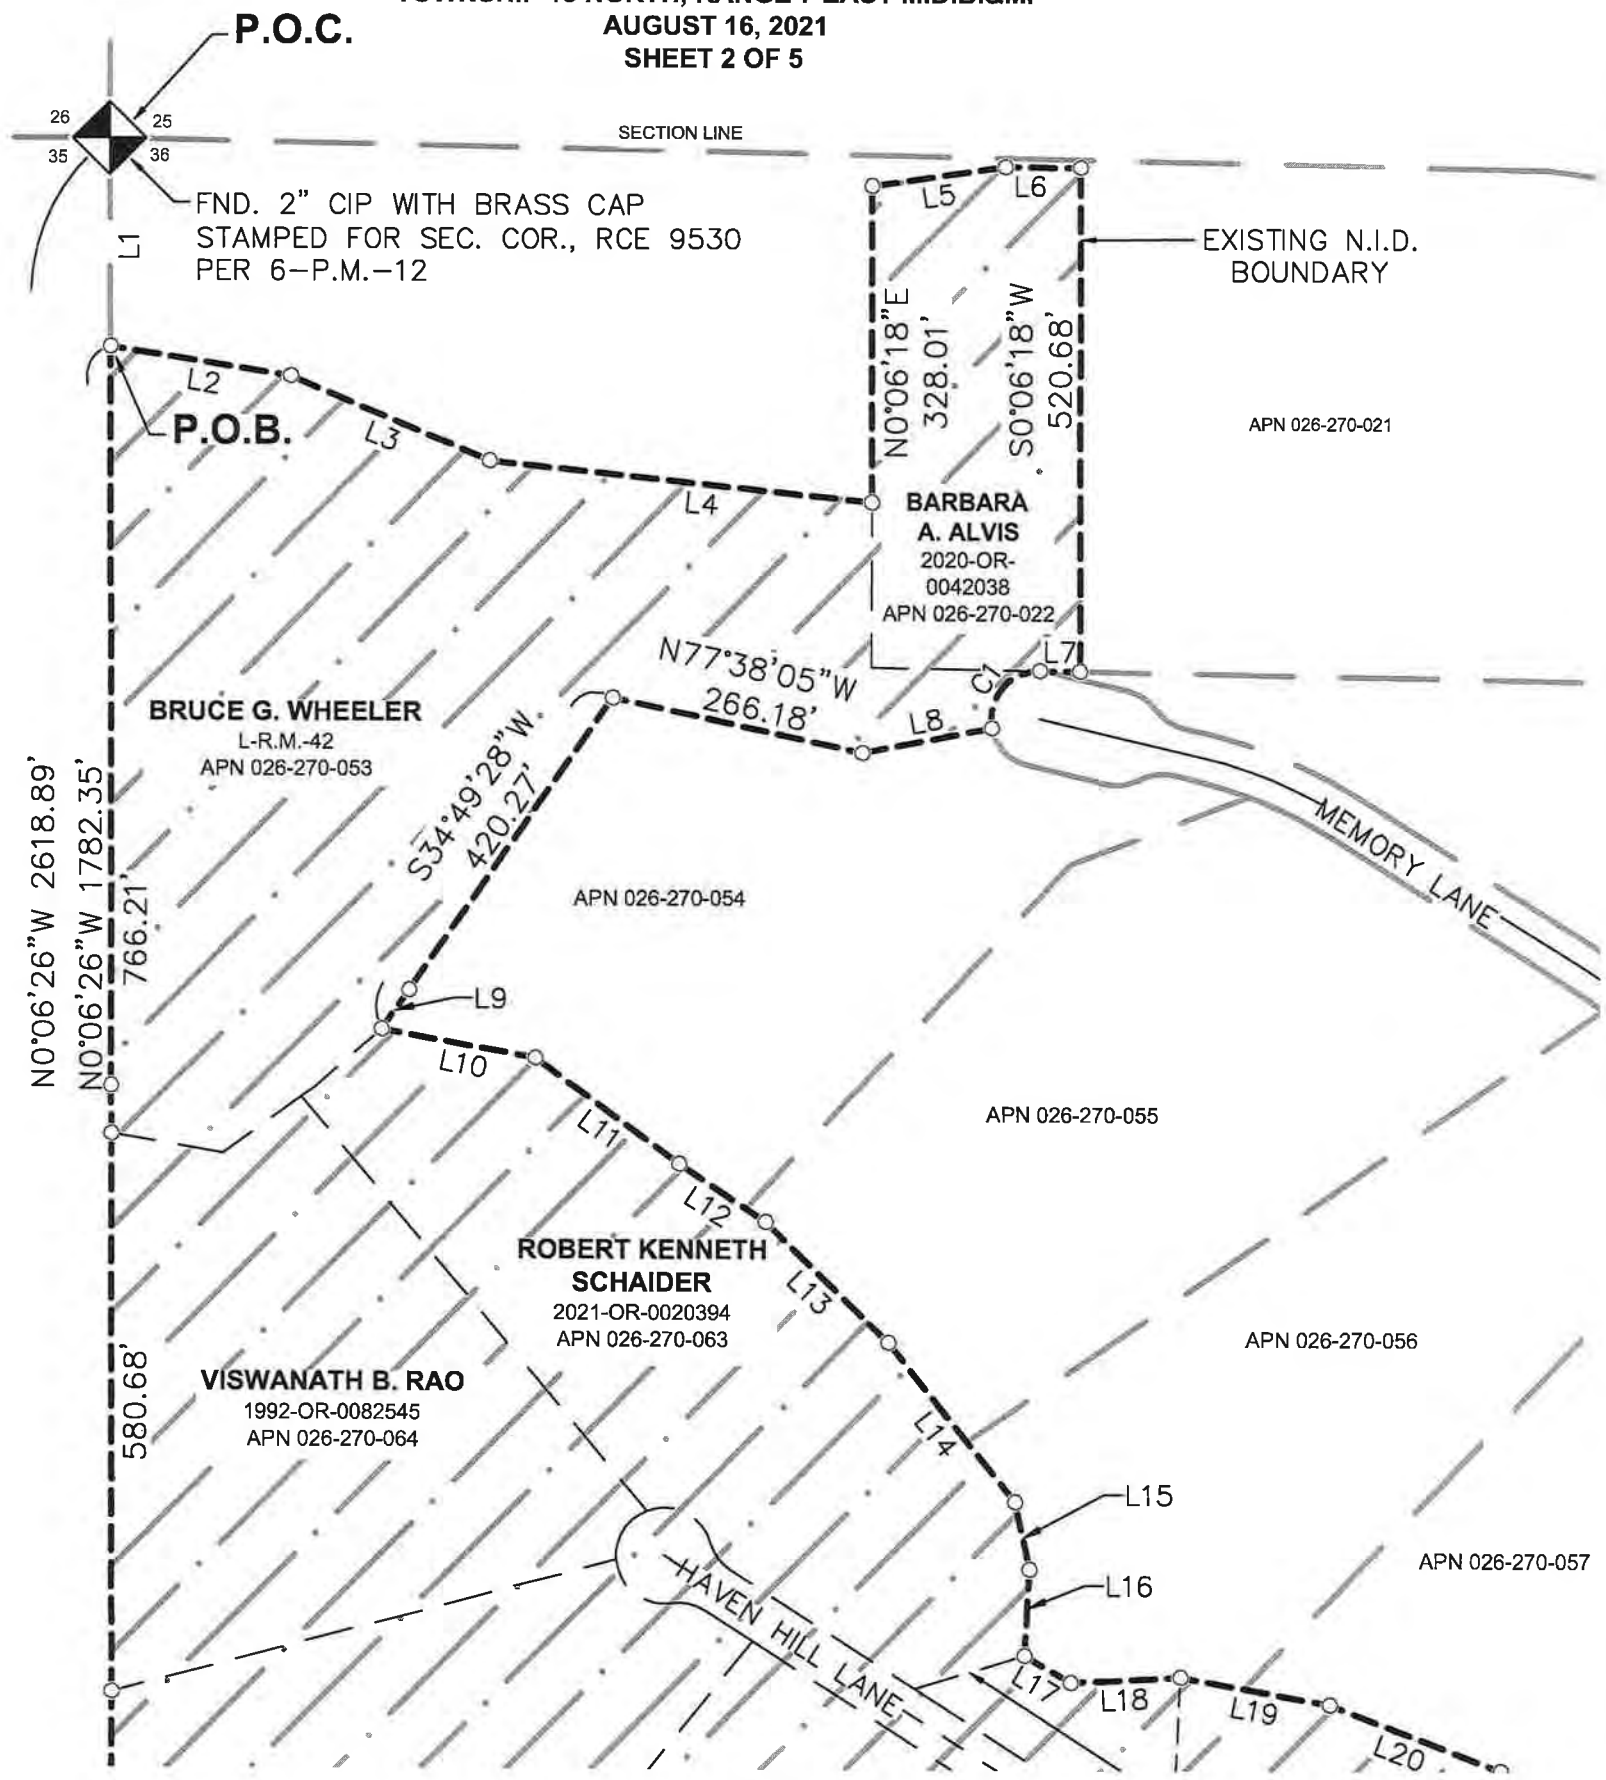 AUGUST 16, 2021
SHEET 2 OF 5
P.O.C.
26
25
35
36
SECTION LINE
FND. 2" CIP WITH BRASS CAP
STAMPED FOR SEC. COR., RCE 9530
PER 6-P.M.-12
L1
L5
L6
EXISTING N.I.D.
BOUNDARY
N0°06'18"E
328.01'
S0°06'18"W
520.68'
L2
P.O.B.
L3
L4
APN 026-270-021
BARBARA
A. ALVIS
2020-OR-
0042038
APN 026-270-022
L7
C1
L8
N77°38'05"W
266.18'
BRUCE G. WHEELER
L-R.M.-42
APN 026-270-053
S34°49'28"W
420.27'
MEMORY LANE
N0°06'26"W 2618.89'
N0°06'26"W 1782.35'
766.21'
APN 026-270-054
L9
L10
L11
APN 026-270-055
L12
ROBERT KENNETH
SCHAIDER
2021-OR-0020394
APN 026-270-063
L13
APN 026-270-056
VISWANATH B. RAO
1992-OR-0082545
APN 026-270-064
580.68'
L14
L15
APN 026-270-057
L16
HAVEN HILL LANE
L17
L18
L19
L20